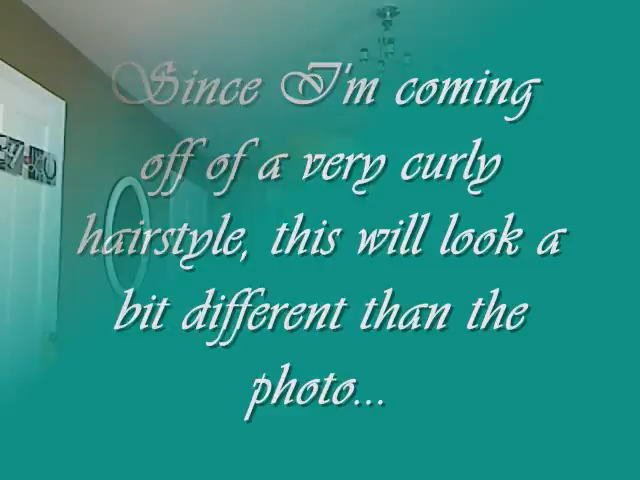 Since I'm coming
off of a very curly
hairstyle, this will look a
bit different than the
photo...